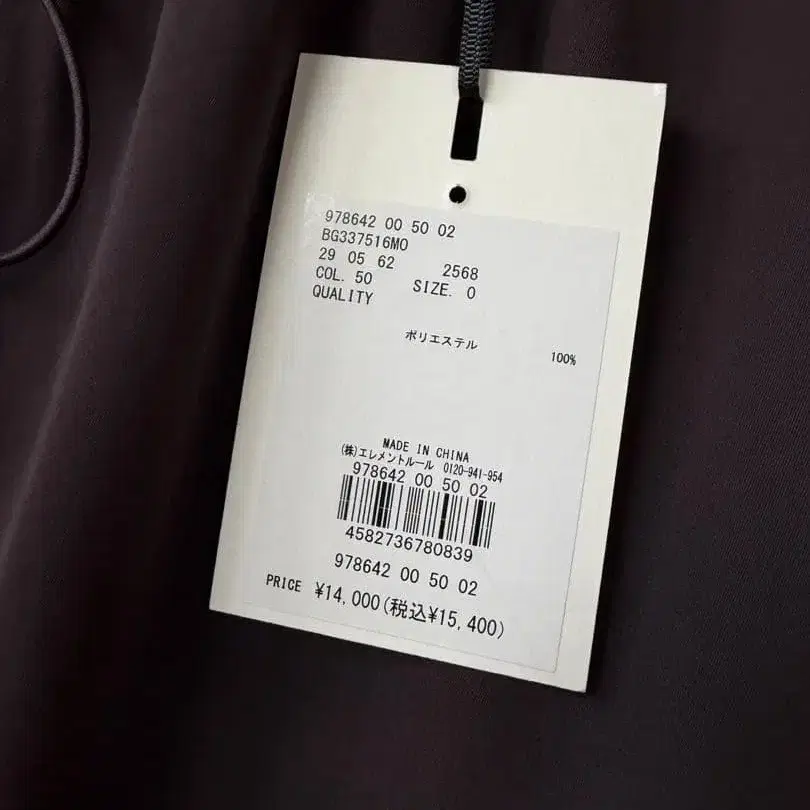 978642 00 50 02
BG337516MO
29 05 62 2568
COL. 50 SIZE. 0
QUALITY
ポリエステル 100%
MADE IN CHINA
(株)エレメントルール 0120-941-954
978642 00 50 02
4582736780839
978642 00 50 02
PRICE ¥14,000(税込¥15,400)